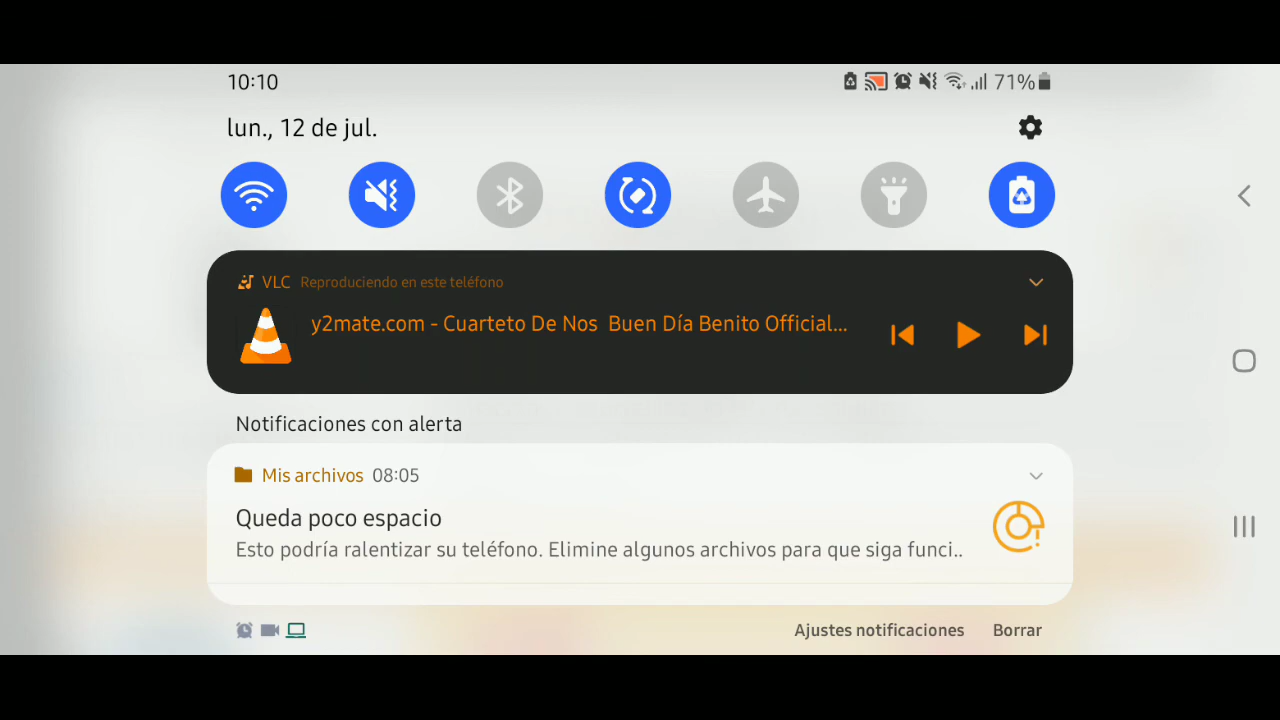 10:10
71%
lun., 12 de jul.
VLC Reproduciendo en este teléfono
y2mate.com - Cuarteto De Nos  Buen Día Benito Official...
Notificaciones con alerta
Mis archivos 08:05
Queda poco espacio
Esto podría ralentizar su teléfono. Elimine algunos archivos para que siga funci..
Ajustes notificaciones Borrar